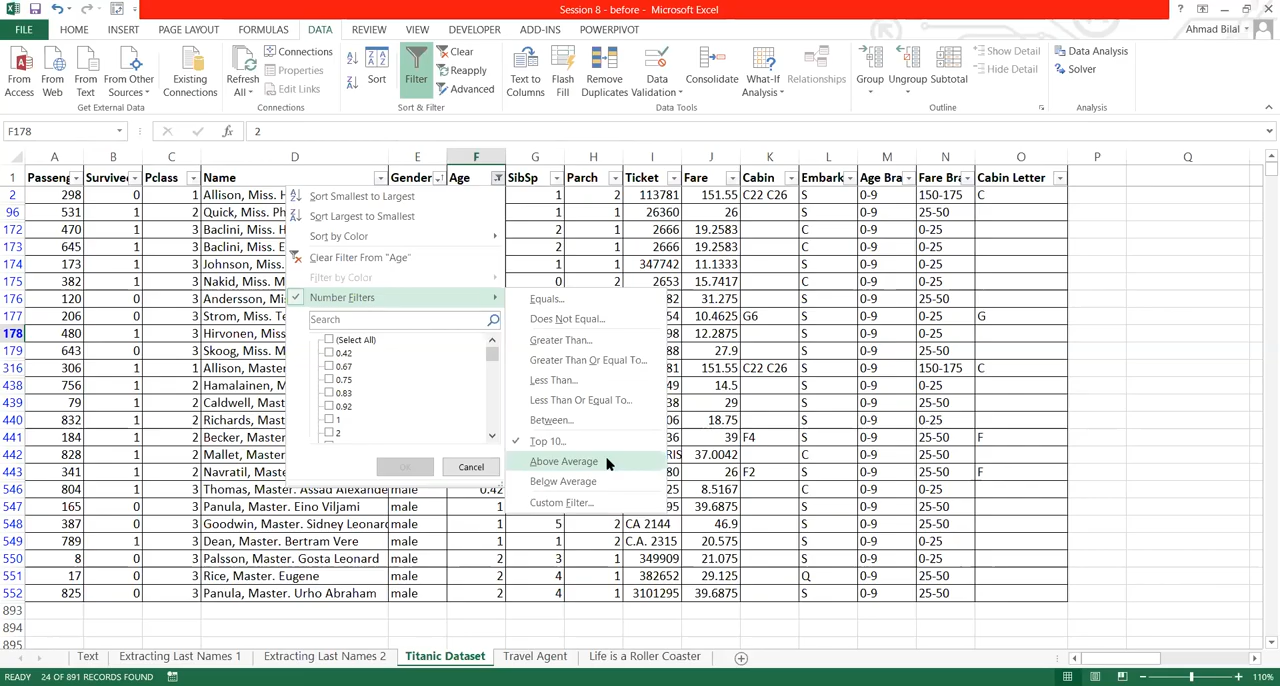 Session 8 - before - Microsoft Excel
FILE HOME INSERT PAGE LAYOUT FORMULAS DATA REVIEW VIEW DEVELOPER ADD-INS POWERPIVOT Ahmad Bilal
From Access
From Web
From Text
From Other Sources
Existing Connections
Get External Data
Refresh All
Connections
Properties
Edit Links
Connections
Sort
Filter
Clear
Reapply
Advanced
Sort & Filter
Text to Columns
Flash Fill
Remove Duplicates
Data Validation
Consolidate
What-If Analysis
Relationships
Data Tools
Group
Ungroup
Subtotal
Show Detail
Hide Detail
Outline
Data Analysis
Solver
Analysis
F178 fx 2
A B C D E F G H I J K L M N O P Q
1 Passeng Survive Pclass Name Gender Age SibSp Parch Ticket Fare Cabin Embark Age Bra Fare Bra Cabin Letter
2 298 0 1 Allison, Miss. H 1 2 113781 151.55 C22 C26 S 0-9 150-175 C
96 531 1 2 Quick, Miss. Ph 1 1 26360 26 S 0-9 25-50
172 470 1 3 Baclini, Miss. H 2 1 2666 19.2583 C 0-9 0-25
173 645 1 3 Baclini, Miss. E 2 1 2666 19.2583 C 0-9 0-25
174 173 1 3 Johnson, Miss. 1 1 347742 11.1333 S 0-9 0-25
175 382 1 3 Nakid, Miss. M 0 2 2653 15.7417 C 0-9 0-25
176 120 0 3 Andersson, Mis 82 31.275 S 0-9 25-50
177 206 0 3 Strom, Miss. Te 54 10.4625 G6 S 0-9 0-25 G
178 480 1 3 Hirvonen, Miss 98 12.2875 S 0-9 0-25
179 643 0 3 Skoog, Miss. M 88 27.9 S 0-9 25-50
316 306 1 1 Allison, Master 81 151.55 C22 C26 S 0-9 150-175 C
438 756 1 2 Hamalainen, M 49 14.5 S 0-9 0-25
439 79 1 2 Caldwell, Maste 38 29 S 0-9 25-50
440 832 1 2 Richards, Maste 06 18.75 S 0-9 0-25
441 184 1 2 Becker, Master 36 39 F4 S 0-9 25-50 F
442 828 1 2 Mallet, Master. RIS 37.0042 C 0-9 25-50
443 341 1 2 Navratil, Maste 80 26 F2 S 0-9 25-50 F
546 804 1 3 Thomas, Master. Assad Alexande male 0.42 25 8.5167 C 0-9 0-25
547 165 0 3 Panula, Master. Eino Viljami male 1 95 39.6875 S 0-9 25-50
548 387 0 3 Goodwin, Master. Sidney Leonar male 1 5 2 CA 2144 46.9 S 0-9 25-50
549 789 1 3 Dean, Master. Bertram Vere male 1 1 2 C.A. 2315 20.575 S 0-9 0-25
550 8 0 3 Palsson, Master. Gosta Leonard male 2 3 1 349909 21.075 S 0-9 0-25
551 17 0 3 Rice, Master. Eugene male 2 4 1 382652 29.125 Q 0-9 25-50
552 825 0 3 Panula, Master. Urho Abraham male 2 4 1 3101295 39.6875 S 0-9 25-50
893
894
895
Sort Smallest to Largest
Sort Largest to Smallest
Sort by Color
Clear Filter From "Age"
Filter by Color
Number Filters
Search
(Select All)
0.42
0.67
0.75
0.83
0.92
1
2
OK Cancel
Equals...
Does Not Equal...
Greater Than...
Greater Than Or Equal To...
Less Than...
Less Than Or Equal To...
Between...
Top 10...
Above Average
Below Average
Custom Filter...
Text Extracting Last Names 1 Extracting Last Names 2 Titanic Dataset Travel Agent Life is a Roller Coaster
READY 24 OF 891 RECORDS FOUND 110%